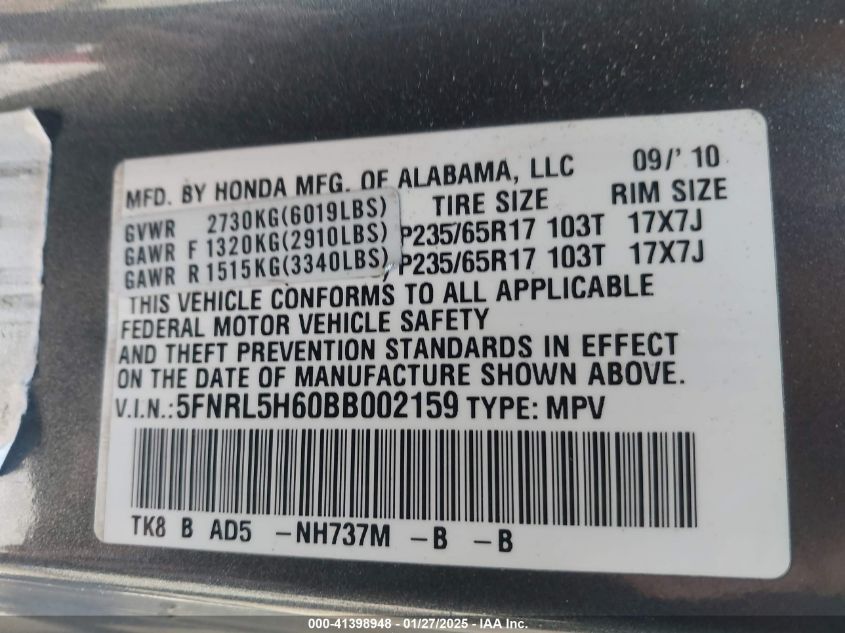 MFD. BY HONDA MFG. OF ALABAMA, LLC 09/' 10
TIRE SIZE RIM SIZE
GVWR 2730KG(6019LBS)
GAWR F 1320KG(2910LBS) P235/65R17 103T 17X7J
GAWR R 1515KG(3340LBS) P235/65R17 103T 17X7J
THIS VEHICLE CONFORMS TO ALL APPLICABLE
FEDERAL MOTOR VEHICLE SAFETY
AND THEFT PREVENTION STANDARDS IN EFFECT
ON THE DATE OF MANUFACTURE SHOWN ABOVE.
V.I.N.:5FNRL5H60BB002159 TYPE: MPV
TK8 B AD5 -NH737M -B -B
000-41398948 - 01/27/2025 - IAA Inc.